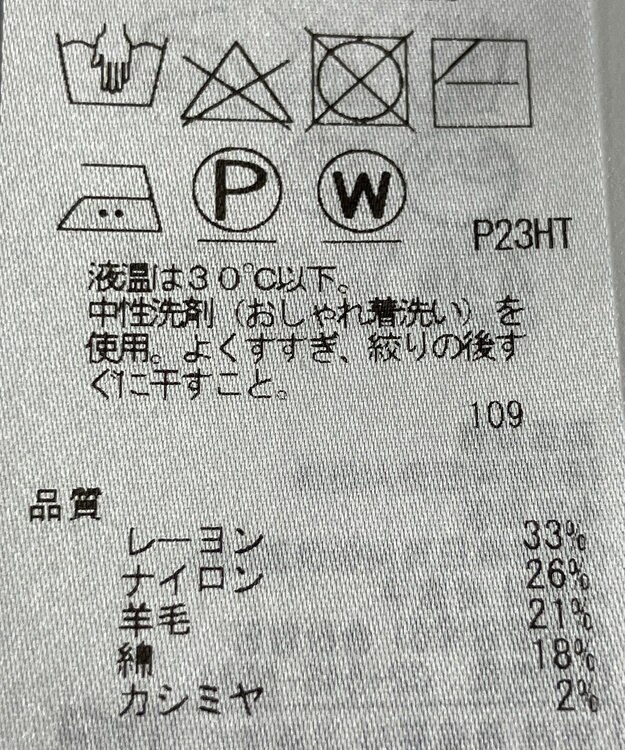 P
W
P23HT
液温は30℃以下。
中性洗剤（おしゃれ着洗い）を
使用。よくすすぎ、絞りの後す
ぐに干すこと。
109
品質
レーヨン 33%
ナイロン 26%
羊毛 21%
綿 18%
カシミヤ 2%